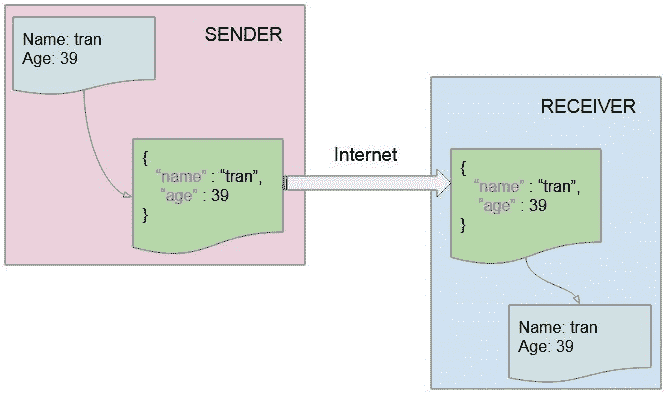 SENDER
Name: tran
Age: 39
{
“name” : “tran”,
“age” : 39
}
Internet
RECEIVER
{
“name” : “tran”,
“age” : 39
}
Name: tran
Age: 39